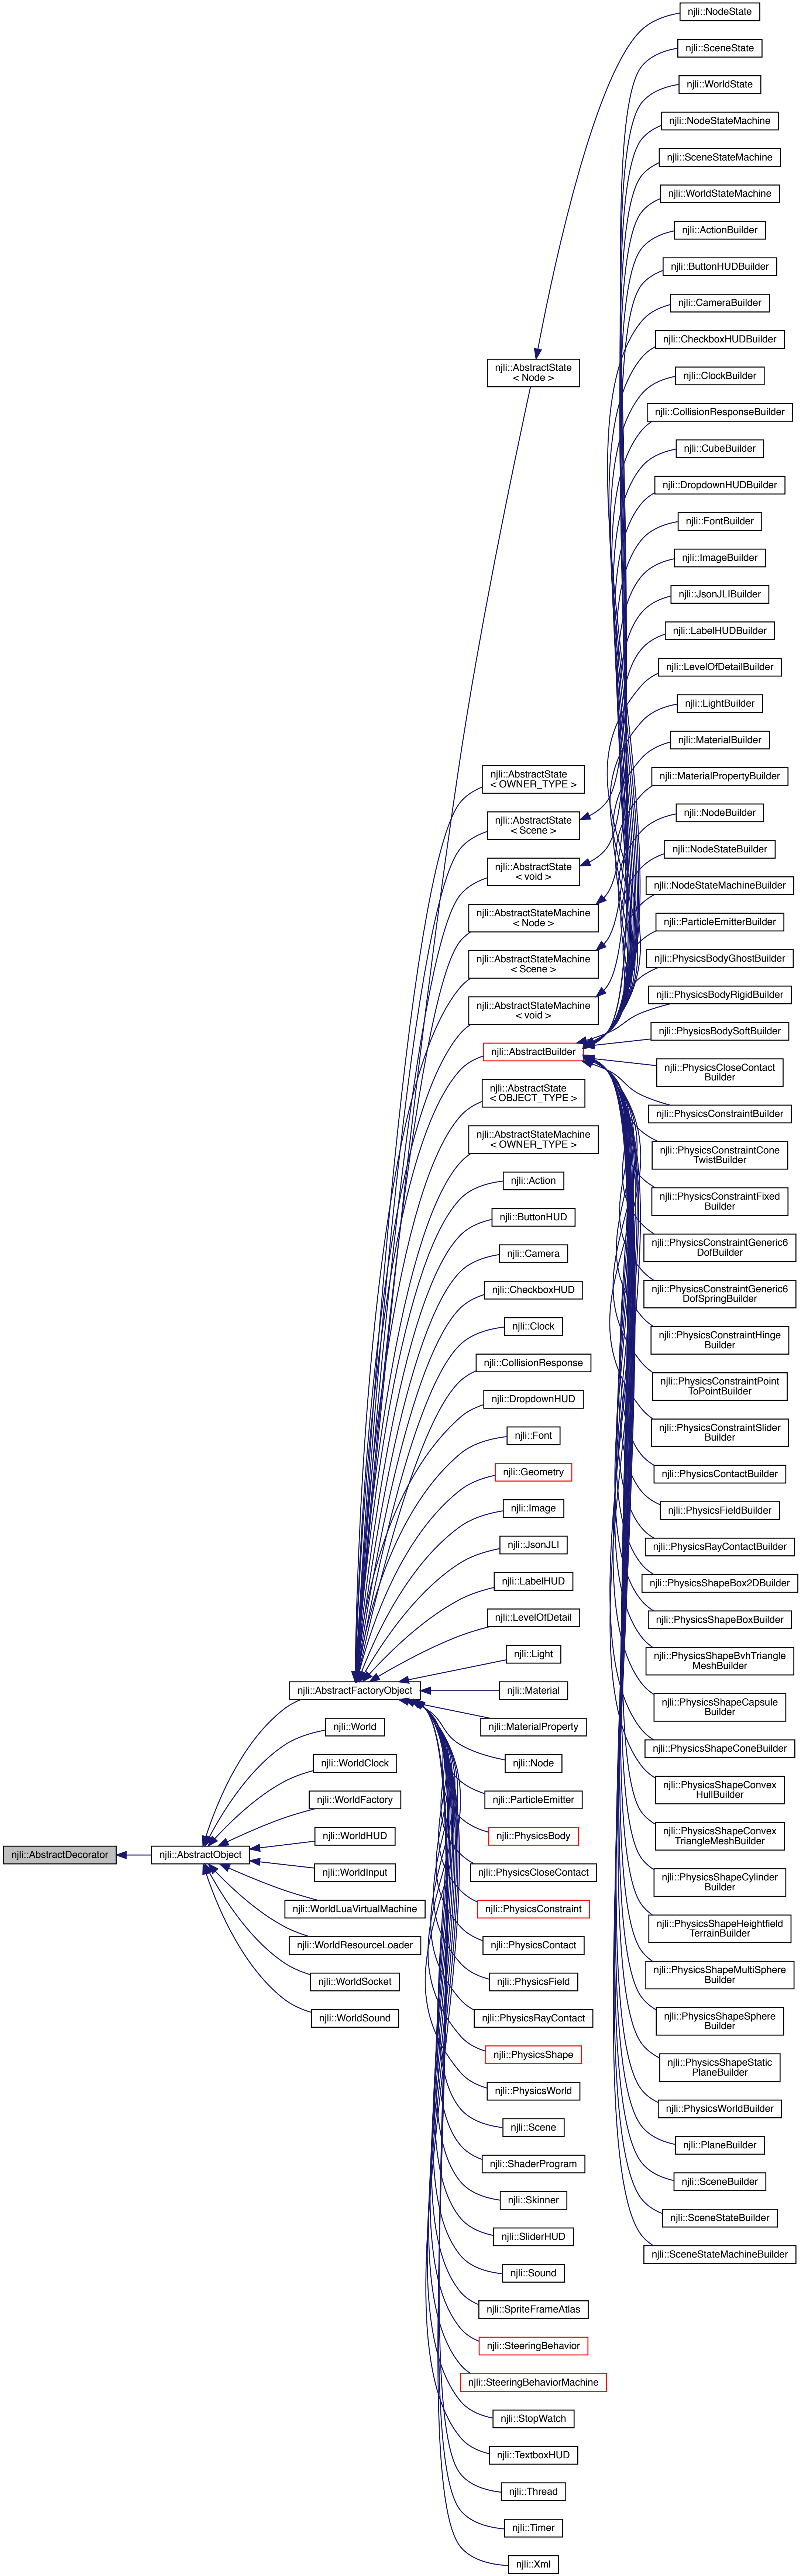 njli::AbstractDecorator
njli::AbstractObject
njli::AbstractFactoryObject
njli::World
njli::WorldClock
njli::WorldFactory
njli::WorldHUD
njli::WorldInput
njli::WorldLuaVirtualMachine
njli::WorldResourceLoader
njli::WorldSocket
njli::WorldSound
njli::AbstractState
< Node >
njli::AbstractState
< OWNER_TYPE >
njli::AbstractState
< Scene >
njli::AbstractState
< void >
njli::AbstractStateMachine
< Node >
njli::AbstractStateMachine
< Scene >
njli::AbstractStateMachine
< void >
njli::AbstractBuilder
njli::AbstractState
< OBJECT_TYPE >
njli::AbstractStateMachine
< OWNER_TYPE >
njli::Action
njli::ButtonHUD
njli::Camera
njli::CheckboxHUD
njli::Clock
njli::CollisionResponse
njli::DropdownHUD
njli::Font
njli::Geometry
njli::Image
njli::JsonJLI
njli::LabelHUD
njli::LevelOfDetail
njli::Light
njli::Material
njli::MaterialProperty
njli::Node
njli::ParticleEmitter
njli::PhysicsBody
njli::PhysicsCloseContact
njli::PhysicsConstraint
njli::PhysicsContact
njli::PhysicsField
njli::PhysicsRayContact
njli::PhysicsShape
njli::PhysicsWorld
njli::Scene
njli::ShaderProgram
njli::Skinner
njli::SliderHUD
njli::Sound
njli::SpriteFrameAtlas
njli::SteeringBehavior
njli::SteeringBehaviorMachine
njli::StopWatch
njli::TextboxHUD
njli::Thread
njli::Timer
njli::Xml
njli::NodeState
njli::SceneState
njli::WorldState
njli::NodeStateMachine
njli::SceneStateMachine
njli::WorldStateMachine
njli::ActionBuilder
njli::ButtonHUDBuilder
njli::CameraBuilder
njli::CheckboxHUDBuilder
njli::ClockBuilder
njli::CollisionResponseBuilder
njli::CubeBuilder
njli::DropdownHUDBuilder
njli::FontBuilder
njli::ImageBuilder
njli::JsonJLIBuilder
njli::LabelHUDBuilder
njli::LevelOfDetailBuilder
njli::LightBuilder
njli::MaterialBuilder
njli::MaterialPropertyBuilder
njli::NodeBuilder
njli::NodeStateBuilder
njli::NodeStateMachineBuilder
njli::ParticleEmitterBuilder
njli::PhysicsBodyGhostBuilder
njli::PhysicsBodyRigidBuilder
njli::PhysicsBodySoftBuilder
njli::PhysicsCloseContact
Builder
njli::PhysicsConstraintBuilder
njli::PhysicsConstraintCone
TwistBuilder
njli::PhysicsConstraintFixed
Builder
njli::PhysicsConstraintGeneric6
DofBuilder
njli::PhysicsConstraintGeneric6
DofSpringBuilder
njli::PhysicsConstraintHinge
Builder
njli::PhysicsConstraintPoint
ToPointBuilder
njli::PhysicsConstraintSlider
Builder
njli::PhysicsContactBuilder
njli::PhysicsFieldBuilder
njli::PhysicsRayContactBuilder
njli::PhysicsShapeBox2DBuilder
njli::PhysicsShapeBoxBuilder
njli::PhysicsShapeBvhTriangle
MeshBuilder
njli::PhysicsShapeCapsule
Builder
njli::PhysicsShapeConeBuilder
njli::PhysicsShapeConvex
HullBuilder
njli::PhysicsShapeConvex
TriangleMeshBuilder
njli::PhysicsShapeCylinder
Builder
njli::PhysicsShapeHeightfield
TerrainBuilder
njli::PhysicsShapeMultiSphere
Builder
njli::PhysicsShapeSphere
Builder
njli::PhysicsShapeStatic
PlaneBuilder
njli::PhysicsWorldBuilder
njli::PlaneBuilder
njli::SceneBuilder
njli::SceneStateBuilder
njli::SceneStateMachineBuilder